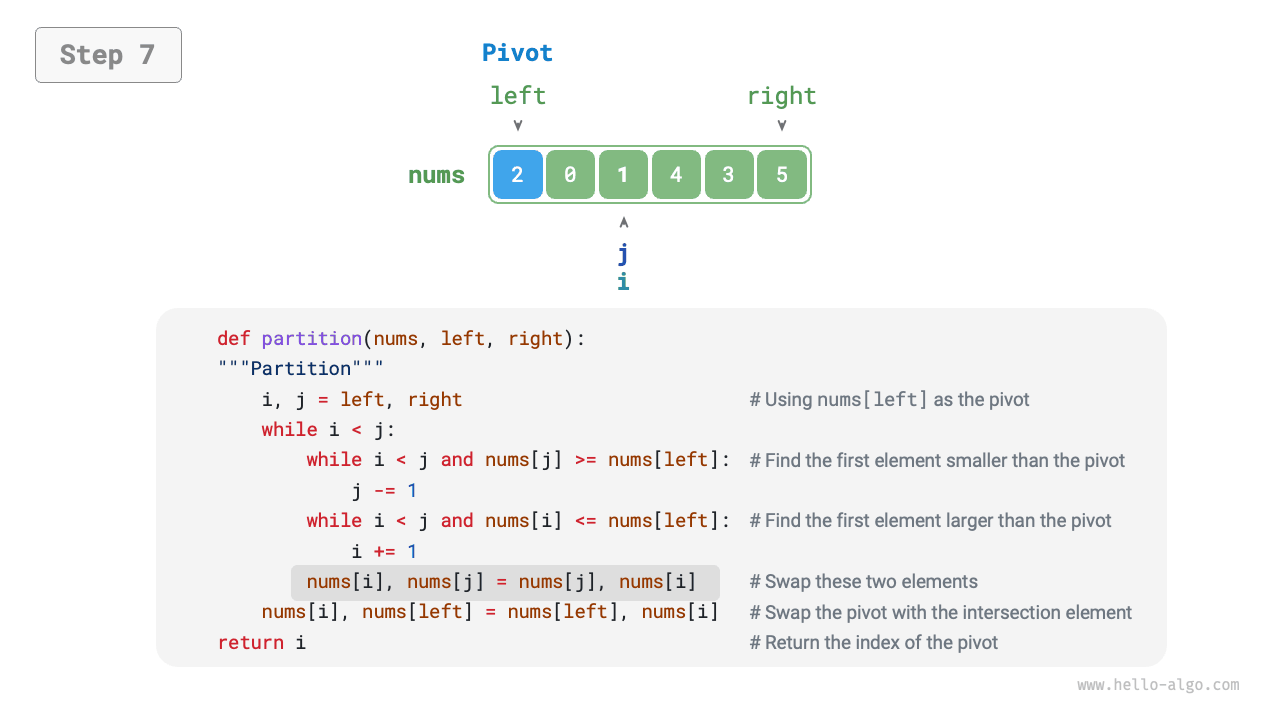 Step 7
Pivot
left right
nums 2 0 1 4 3 5
j
i
def partition(nums, left, right):
"""Partition"""
i, j = left, right # Using nums[left] as the pivot
while i < j:
while i < j and nums[j] >= nums[left]: # Find the first element smaller than the pivot
j -= 1
while i < j and nums[i] <= nums[left]: # Find the first element larger than the pivot
i += 1
nums[i], nums[j] = nums[j], nums[i] # Swap these two elements
nums[i], nums[left] = nums[left], nums[i] # Swap the pivot with the intersection element
return i # Return the index of the pivot
www.hello-algo.com